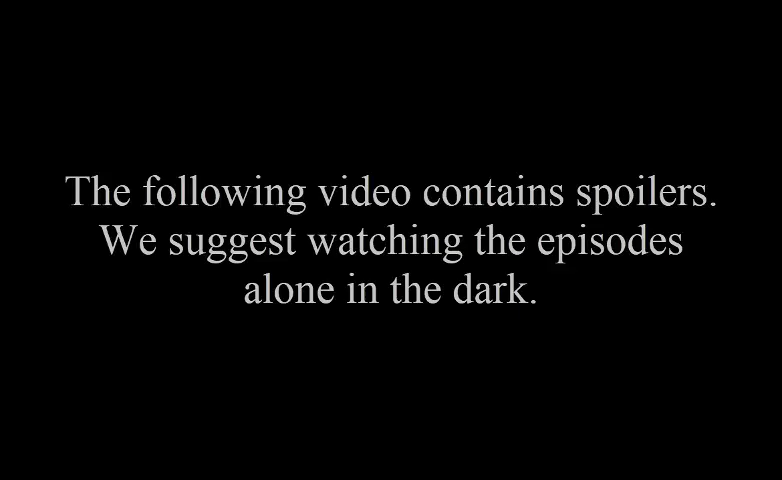 The following video contains spoilers.
We suggest watching the episodes
alone in the dark.